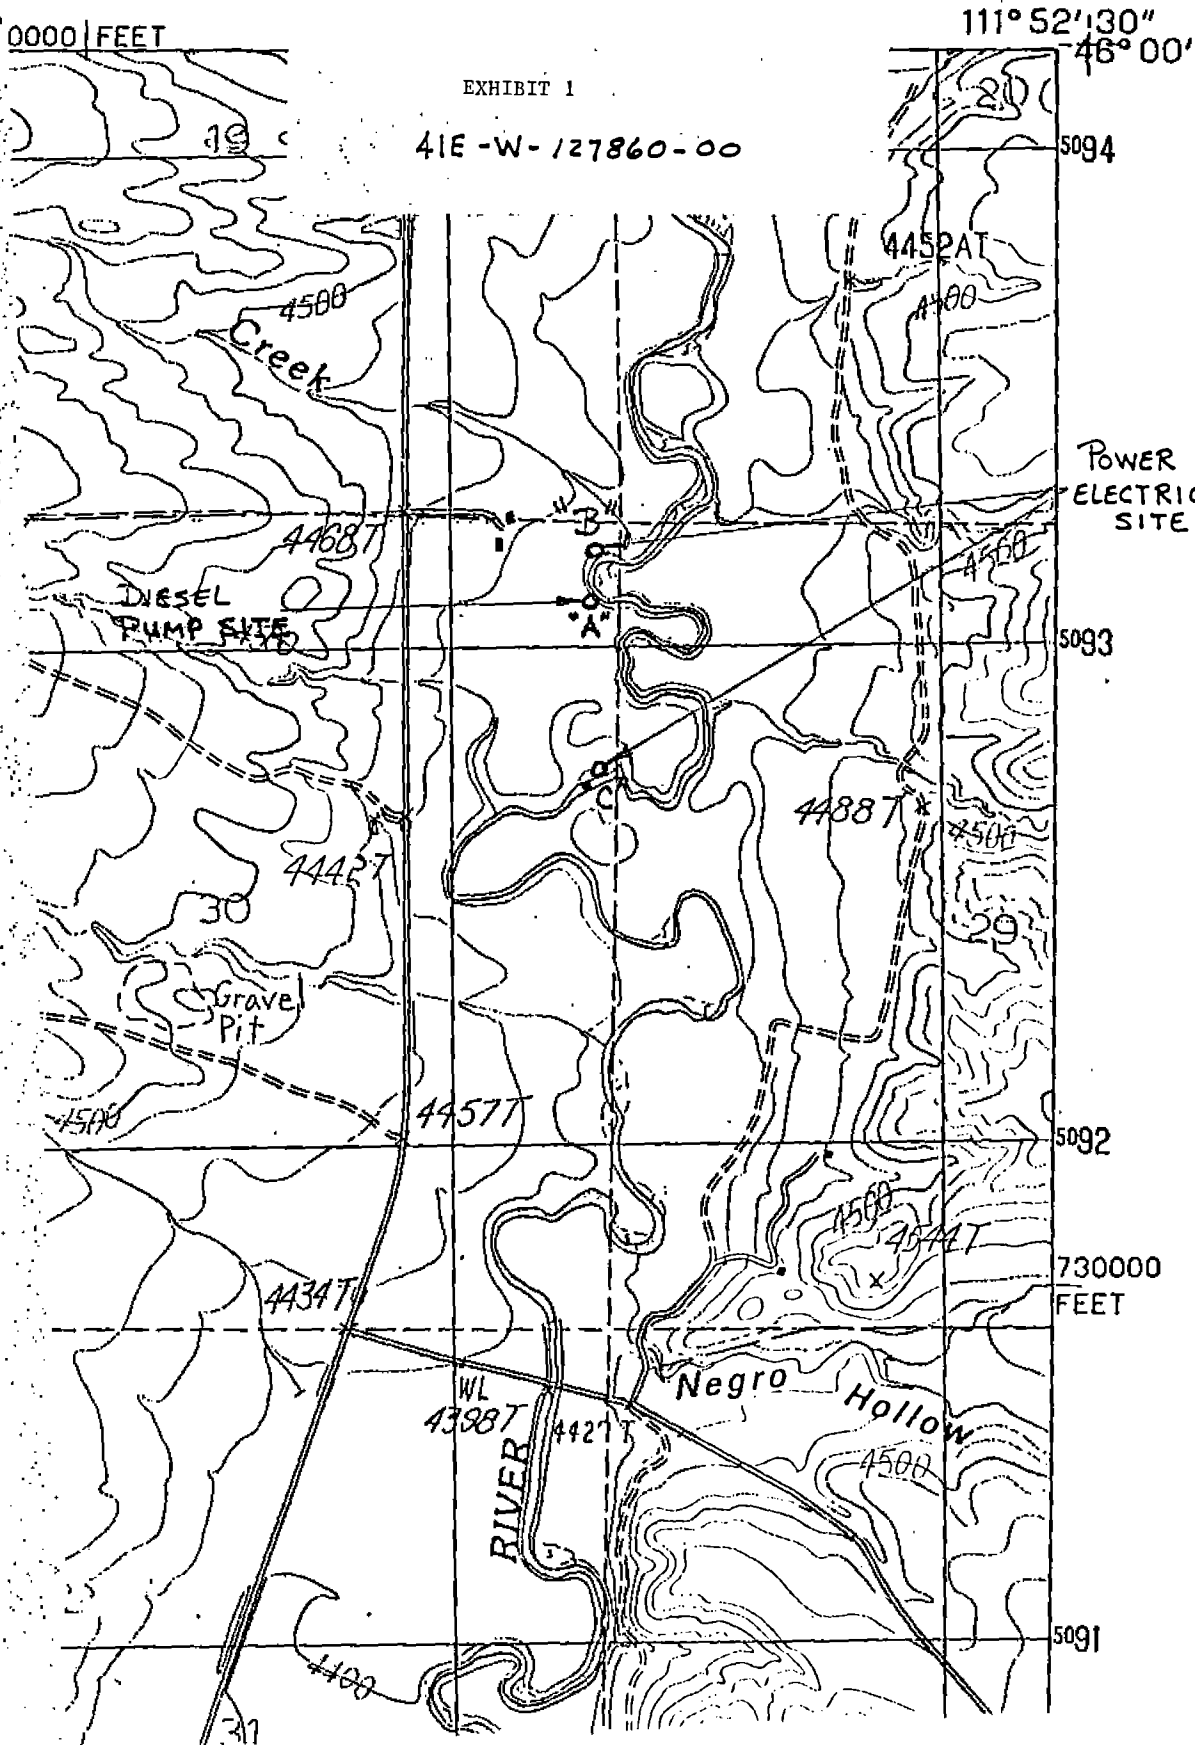 0000 FEET
111° 52' 30"
46° 00'
EXHIBIT 1
41E-W-127860-00
19
20
5094
4452AT
4500
4500
Creek
POWER
ELECTRIC
SITE
"B"
4468T
4500
DIESEL
PUMP SITE
"A"
5093
C
4488T
4500
4442T
30
29
Gravel
Pit
4500
4457T
5092
4500
4544T
730000
FEET
4434T
Negro Hollow
WL
4398T
4427T
4500
RIVER
5091
4400
31